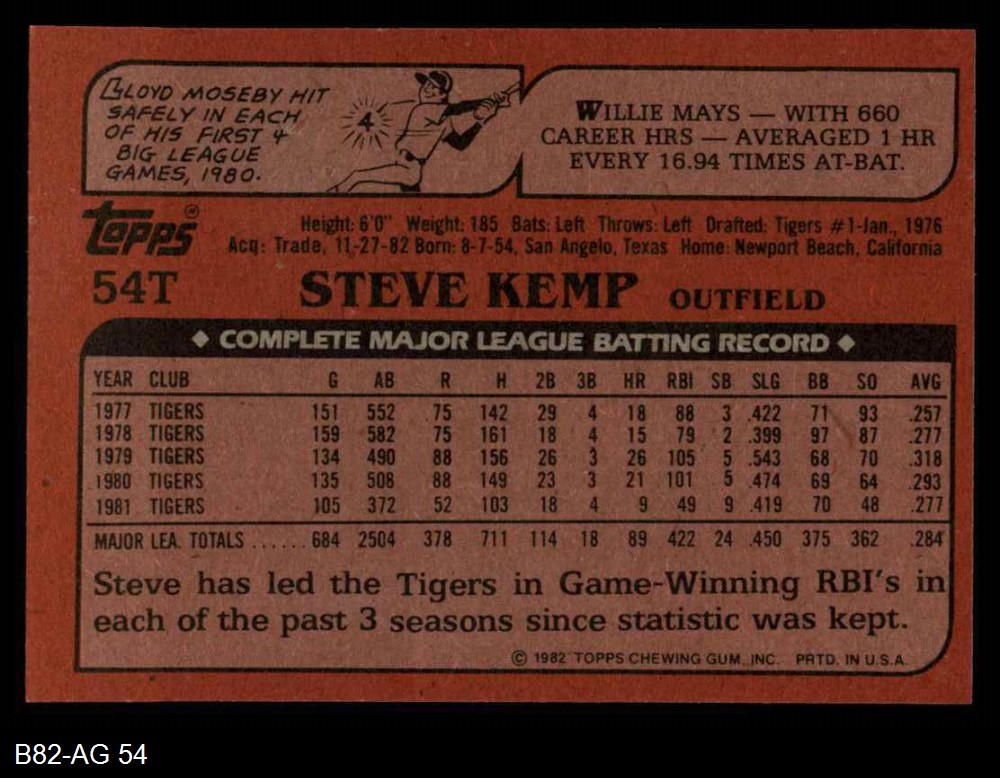 LLOYD MOSEBY HIT
SAFELY IN EACH
OF HIS FIRST 4
BIG LEAGUE
GAMES, 1980.
4
WILLIE MAYS — WITH 660
CAREER HRS — AVERAGED 1 HR
EVERY 16.94 TIMES AT-BAT.
TOPPS®
Height: 6'0" Weight: 185 Bats: Left Throws: Left Drafted: Tigers #1-Jan., 1976
Acq: Trade, 11-27-82 Born: 8-7-54, San Angelo, Texas Home: Newport Beach, California
54T STEVE KEMP OUTFIELD
◆ COMPLETE MAJOR LEAGUE BATTING RECORD ◆
YEAR CLUB G AB R H 2B 3B HR RBI SB SLG BB SO AVG
1977 TIGERS 151 552 75 142 29 4 18 88 3 .422 71 93 .257
1978 TIGERS 159 582 75 161 18 4 15 79 2 .399 97 87 .277
1979 TIGERS 134 490 88 156 26 3 26 105 5 .543 68 70 .318
1980 TIGERS 135 508 88 149 23 3 21 101 5 .474 69 64 .293
1981 TIGERS 105 372 52 103 18 4 9 49 9 .419 70 48 .277
MAJOR LEA. TOTALS ...... 684 2504 378 711 114 18 89 422 24 .450 375 362 .284
Steve has led the Tigers in Game-Winning RBI's in
each of the past 3 seasons since statistic was kept.
© 1982 TOPPS CHEWING GUM, INC. PRTD. IN U.S.A.
B82-AG 54